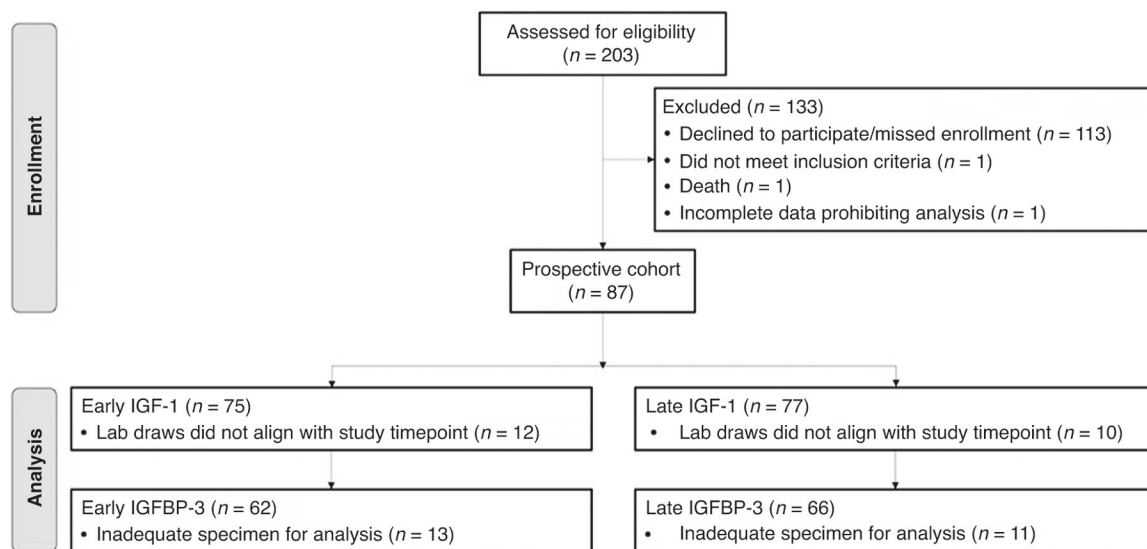 Enrollment
Assessed for eligibility
(n = 203)
Excluded (n = 133)
• Declined to participate/missed enrollment (n = 113)
• Did not meet inclusion criteria (n = 1)
• Death (n = 1)
• Incomplete data prohibiting analysis (n = 1)
Prospective cohort
(n = 87)
Analysis
Early IGF-1 (n = 75)
• Lab draws did not align with study timepoint (n = 12)
Late IGF-1 (n = 77)
• Lab draws did not align with study timepoint (n = 10)
Early IGFBP-3 (n = 62)
• Inadequate specimen for analysis (n = 13)
Late IGFBP-3 (n = 66)
• Inadequate specimen for analysis (n = 11)